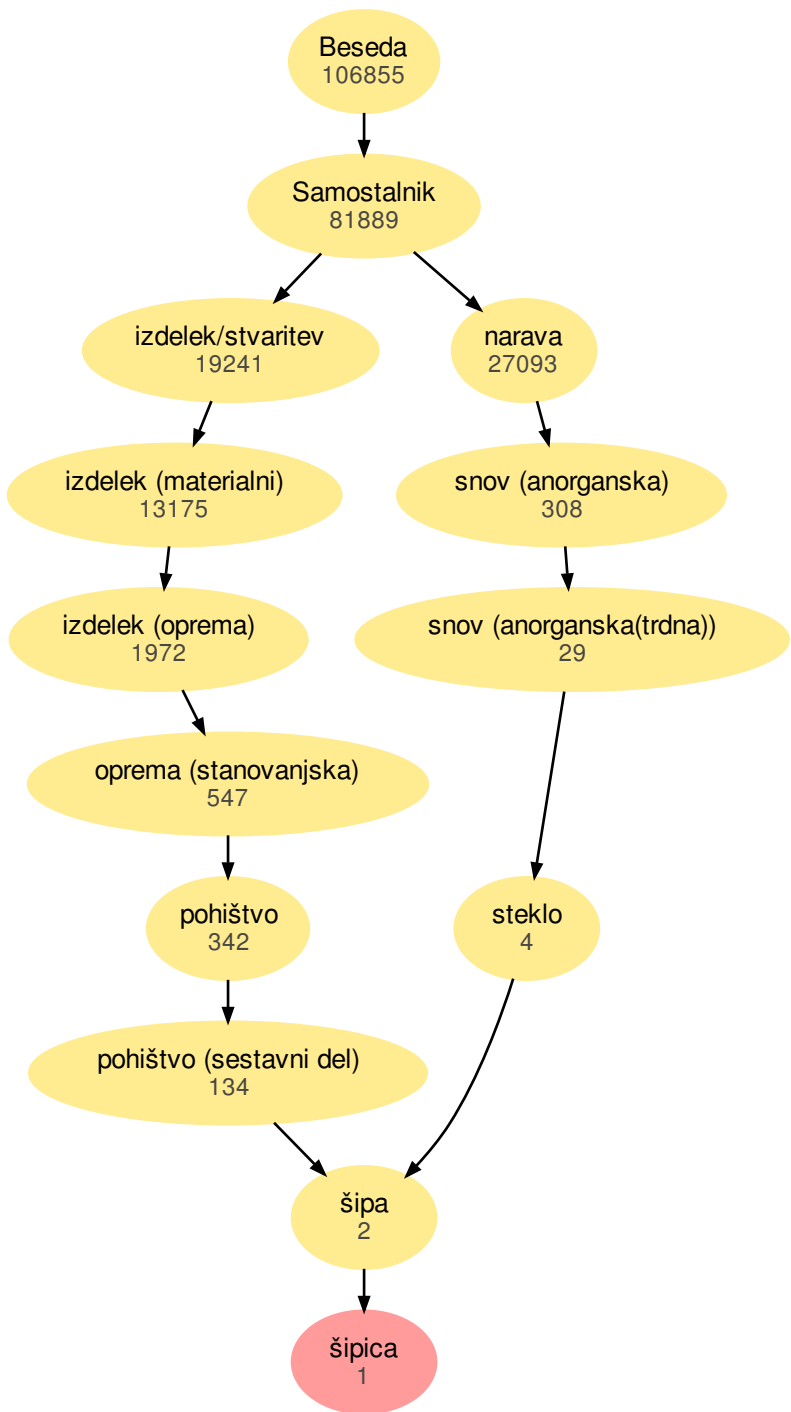 Beseda
106855
Samostalnik
81889
izdelek/stvaritev
19241
narava
27093
izdelek (materialni)
13175
snov (anorganska)
308
izdelek (oprema)
1972
snov (anorganska(trdna))
29
oprema (stanovanjska)
547
pohištvo
342
steklo
4
pohištvo (sestavni del)
134
šipa
2
šipica
1